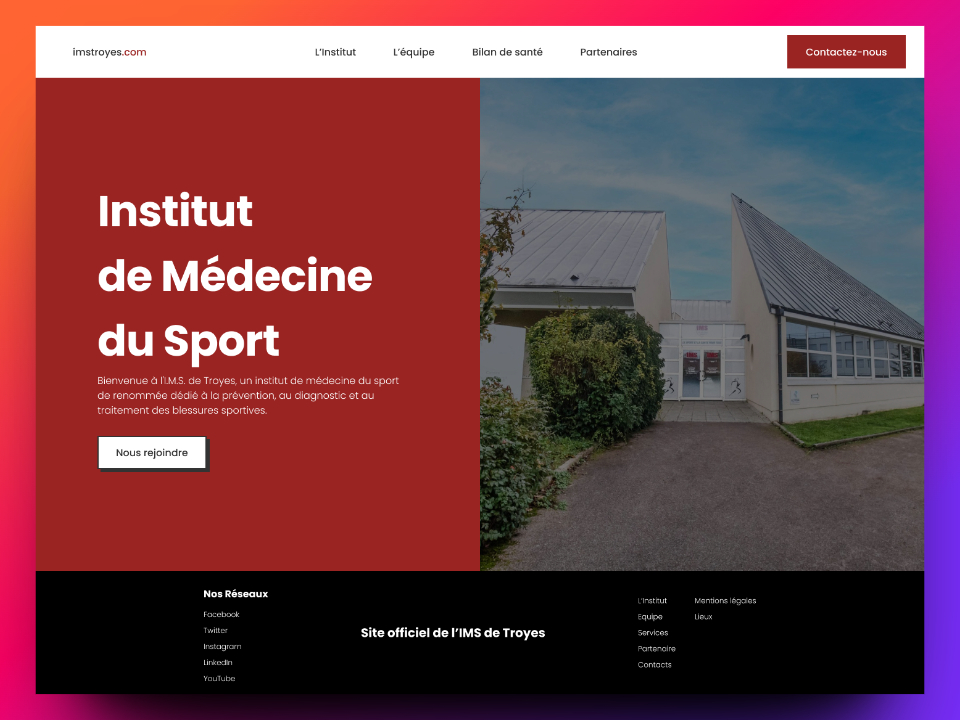 imstroyes.com
L'Institut
L'équipe
Bilan de santé
Partenaires
Contactez-nous
Institut
de Médecine
du Sport
Bienvenue à l'I.M.S. de Troyes, un institut de médecine du sport
de renommée dédié à la prévention, au diagnostic et au
traitement des blessures sportives.
Nous rejoindre
Nos Réseaux
Facebook
Twitter
Instagram
LinkedIn
YouTube
Site officiel de l'IMS de Troyes
L'Institut
Equipe
Services
Partenaire
Contacts
Mentions légales
Lieux